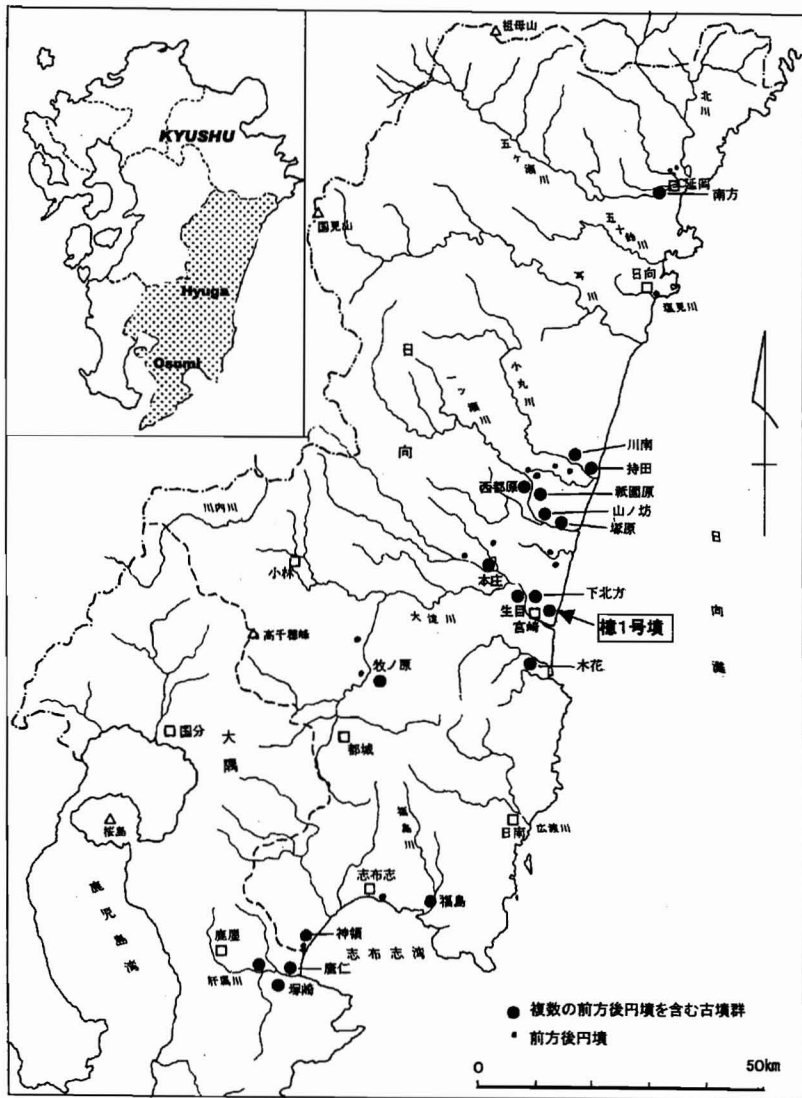 KYUSHU
Hyuga
Osumi
祖母山
北川
五ヶ瀬川
延岡
南方
国見山
五十鈴川
日向
耳川
塩見川
日向
小丸川
一ツ瀬川
川南
持田
西都原
祇園原
山ノ坊
塚原
川内川
小林
本庄
下北方
生目
宮崎
檍1号墳
大淀川
日向灘
高千穂峰
牧ノ原
木花
国分
大隅
都城
桜島
福島川
日南
広渡川
志布志
福島
鹿児島湾
神領
鹿屋
志布志湾
唐仁
肝属川
塚崎
複数の前方後円墳を含む古墳群
前方後円墳
0
50km